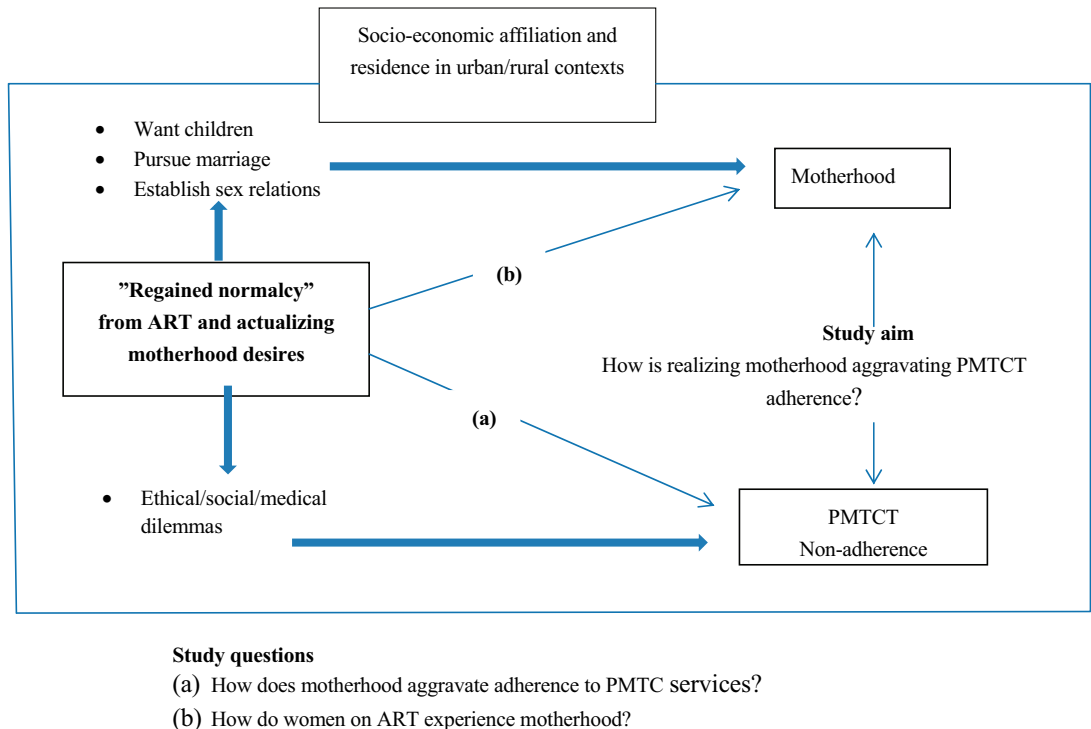 Socio-economic affiliation and
residence in urban/rural contexts
• Want children
• Pursue marriage
• Establish sex relations
Motherhood
(b)
”Regained normalcy”
from ART and actualizing
motherhood desires
Study aim
How is realizing motherhood aggravating PMTCT
adherence?
(a)
• Ethical/social/medical
dilemmas
PMTCT
Non-adherence
Study questions
(a) How does motherhood aggravate adherence to PMTC services?
(b) How do women on ART experience motherhood?